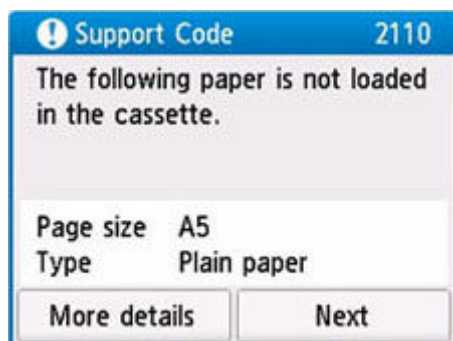 Support Code 2110
The following paper is not loaded
in the cassette.
Page size A5
Type Plain paper
More details Next